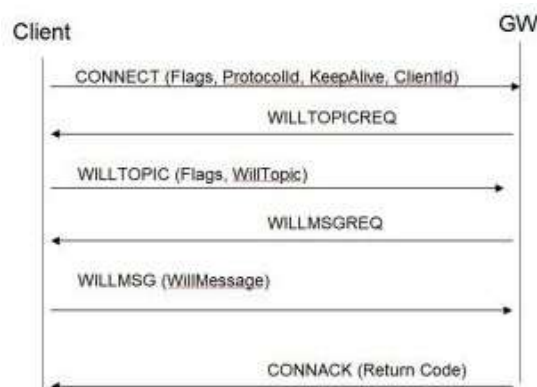 Client
GW
CONNECT (Flags, ProtocolId, KeepAlive, ClientId)
WILLTOPICREQ
WILLTOPIC (Flags, WillTopic)
WILLMSGREQ
WILLMSG (WillMessage)
CONNACK (Return Code)